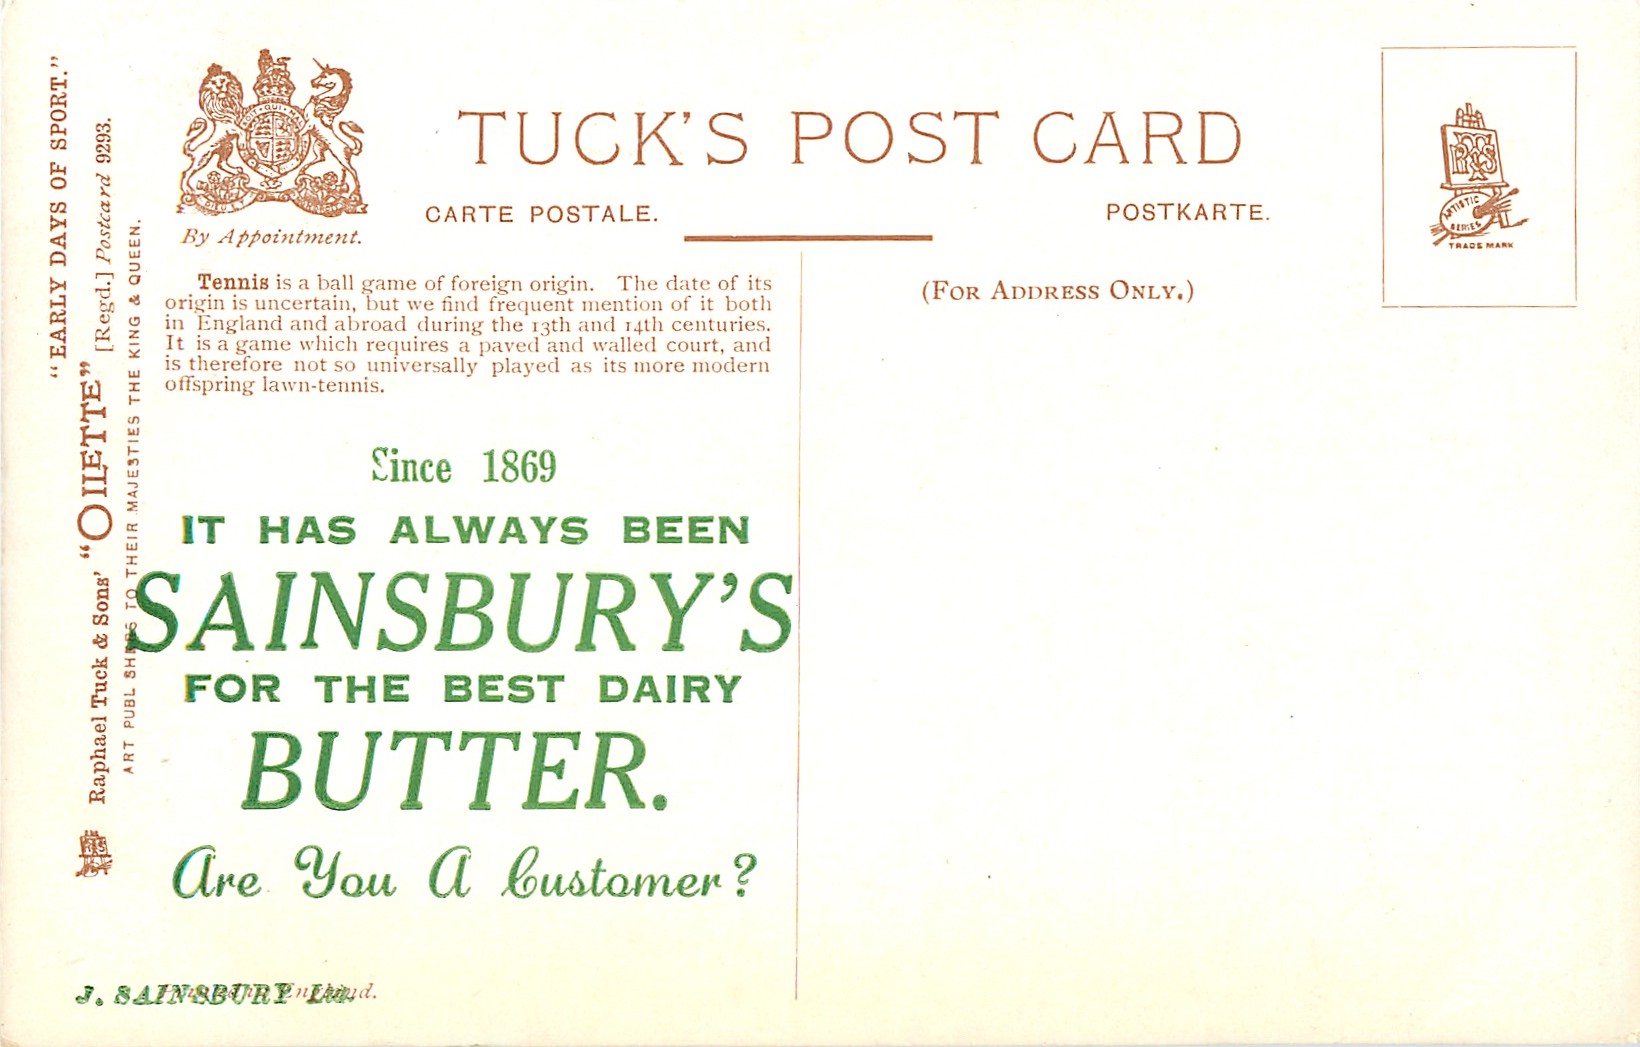 "EARLY DAYS OF SPORT."
Raphael Tuck & Sons' "OILETTE" [Regd.] Postcard 9293.
ART PUBL SHERS TO THEIR MAJESTIES THE KING & QUEEN.
By Appointment.
TUCK'S POST CARD
CARTE POSTALE. POSTKARTE.
ARTISTIC
SERIES
TRADE MARK
(FOR ADDRESS ONLY.)
Tennis is a ball game of foreign origin. The date of its
origin is uncertain, but we find frequent mention of it both
in England and abroad during the 13th and 14th centuries.
It is a game which requires a paved and walled court, and
is therefore not so universally played as its more modern
offspring lawn-tennis.
Since 1869
IT HAS ALWAYS BEEN
SAINSBURY'S
FOR THE BEST DAIRY
BUTTER.
Are You A Customer?
J. SAINSBURY Ltd.
Printed in England.